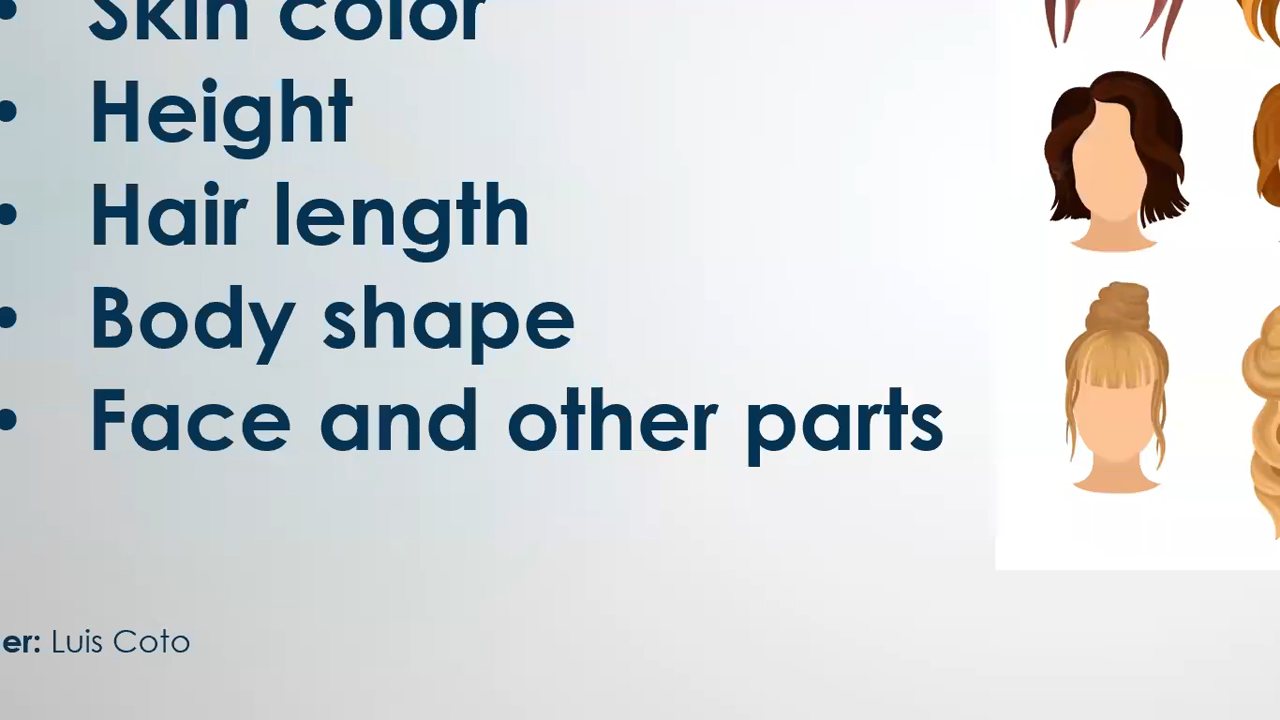 • Skin color
• Height
• Hair length
• Body shape
• Face and other parts
er: Luis Coto